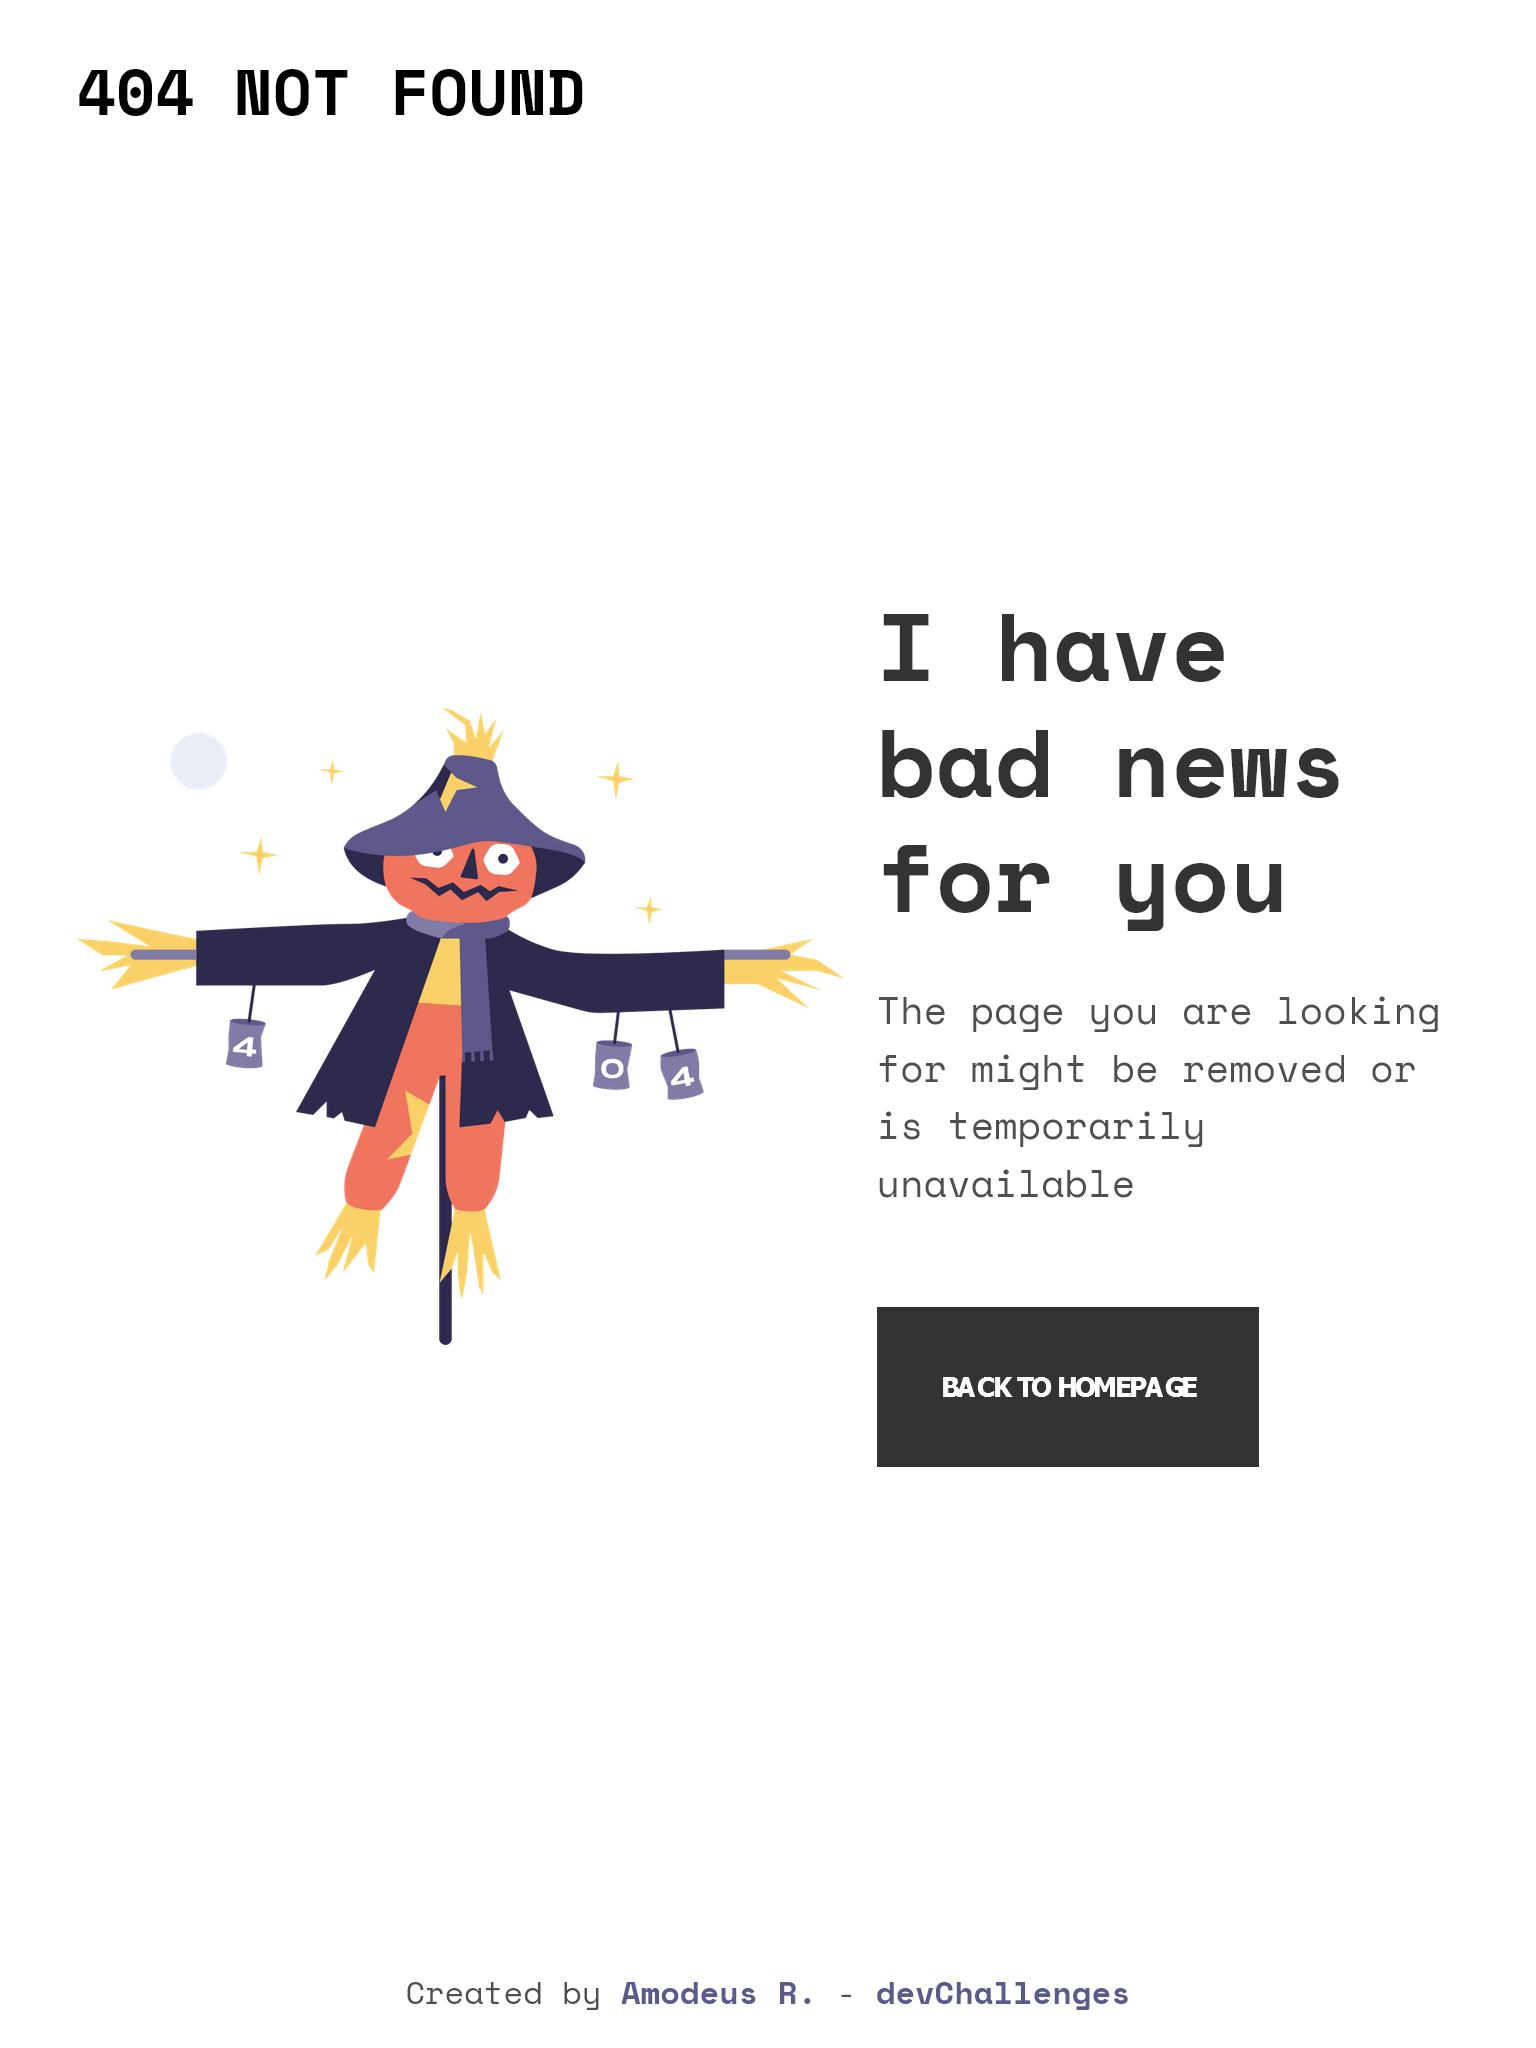 404 NOT FOUND
I have
bad news
for you
The page you are looking
for might be removed or
is temporarily
unavailable
4
0
4
BACK TO HOMEPAGE
Created by Amodeus R. - devChallenges